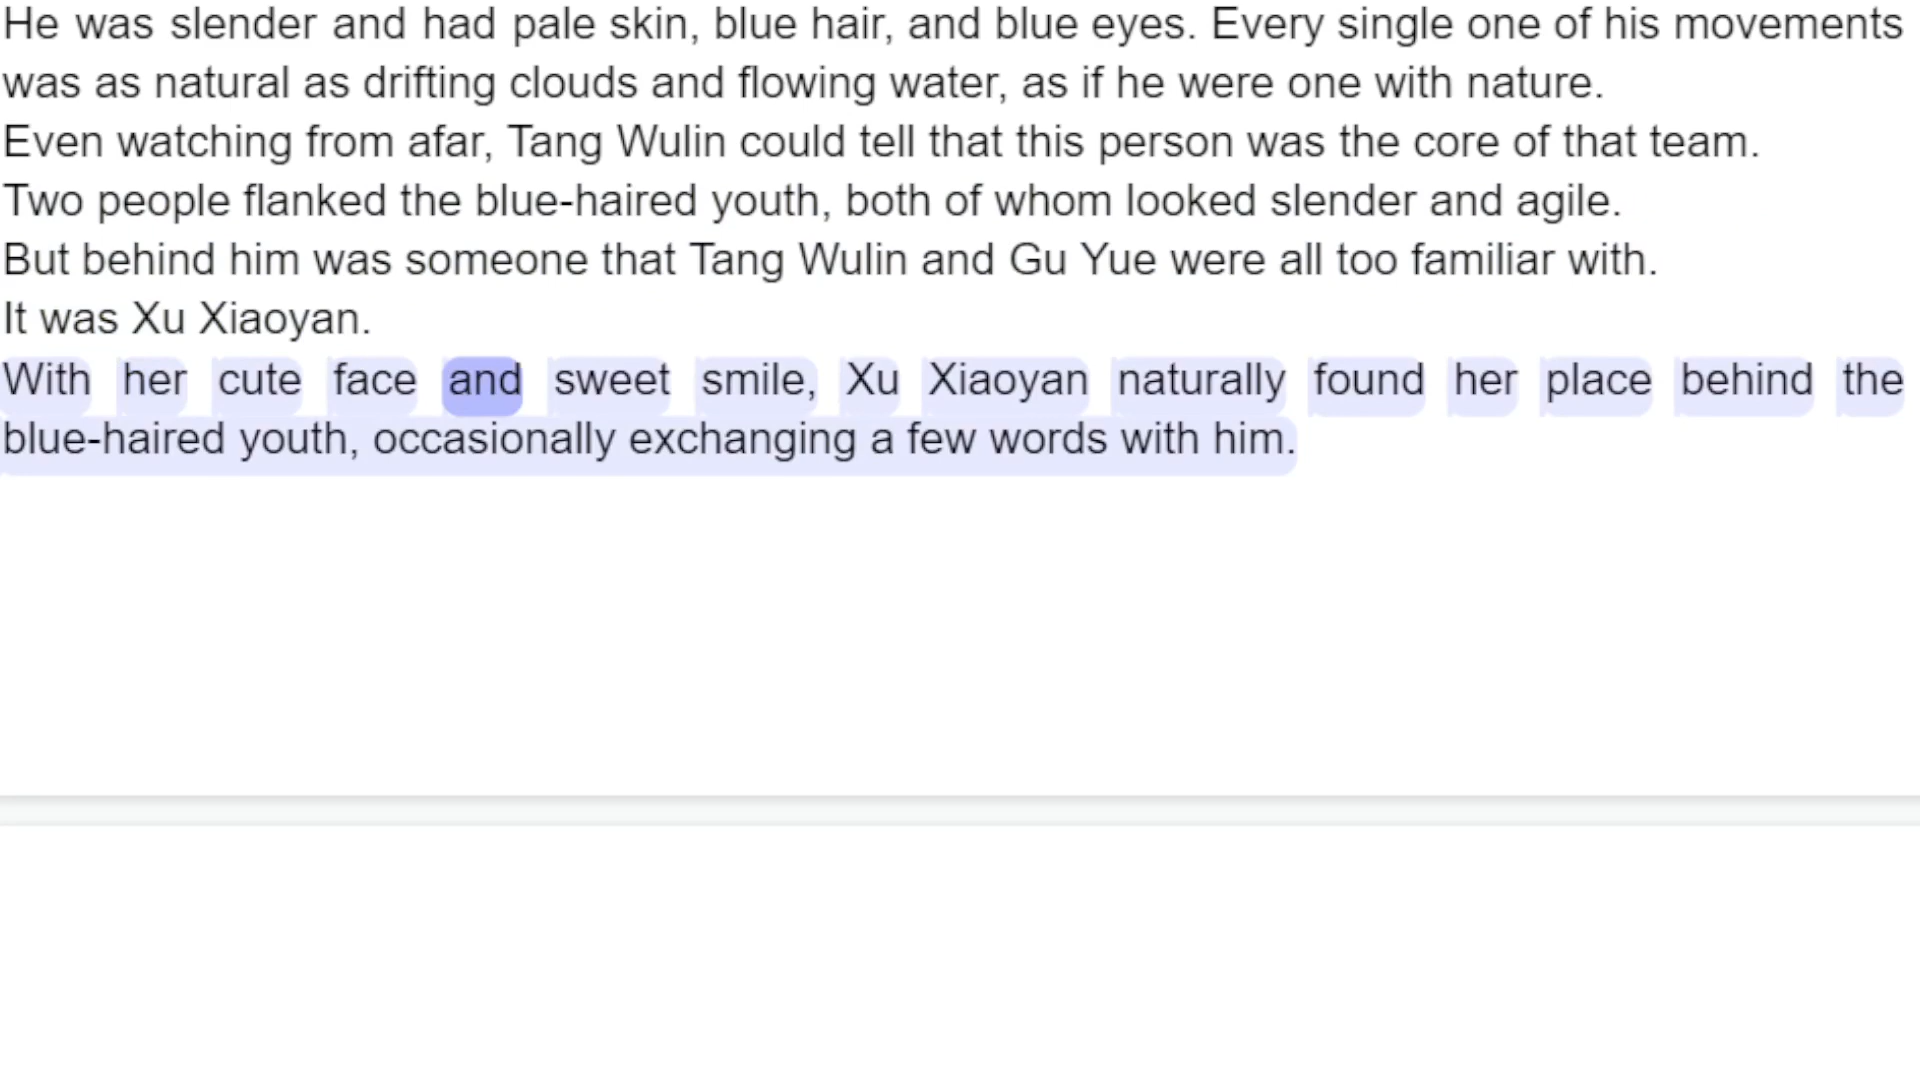 He was slender and had pale skin, blue hair, and blue eyes. Every single one of his movements
was as natural as drifting clouds and flowing water, as if he were one with nature.
Even watching from afar, Tang Wulin could tell that this person was the core of that team.
Two people flanked the blue-haired youth, both of whom looked slender and agile.
But behind him was someone that Tang Wulin and Gu Yue were all too familiar with.
It was Xu Xiaoyan.
With her cute face and sweet smile, Xu Xiaoyan naturally found her place behind the
blue-haired youth, occasionally exchanging a few words with him.